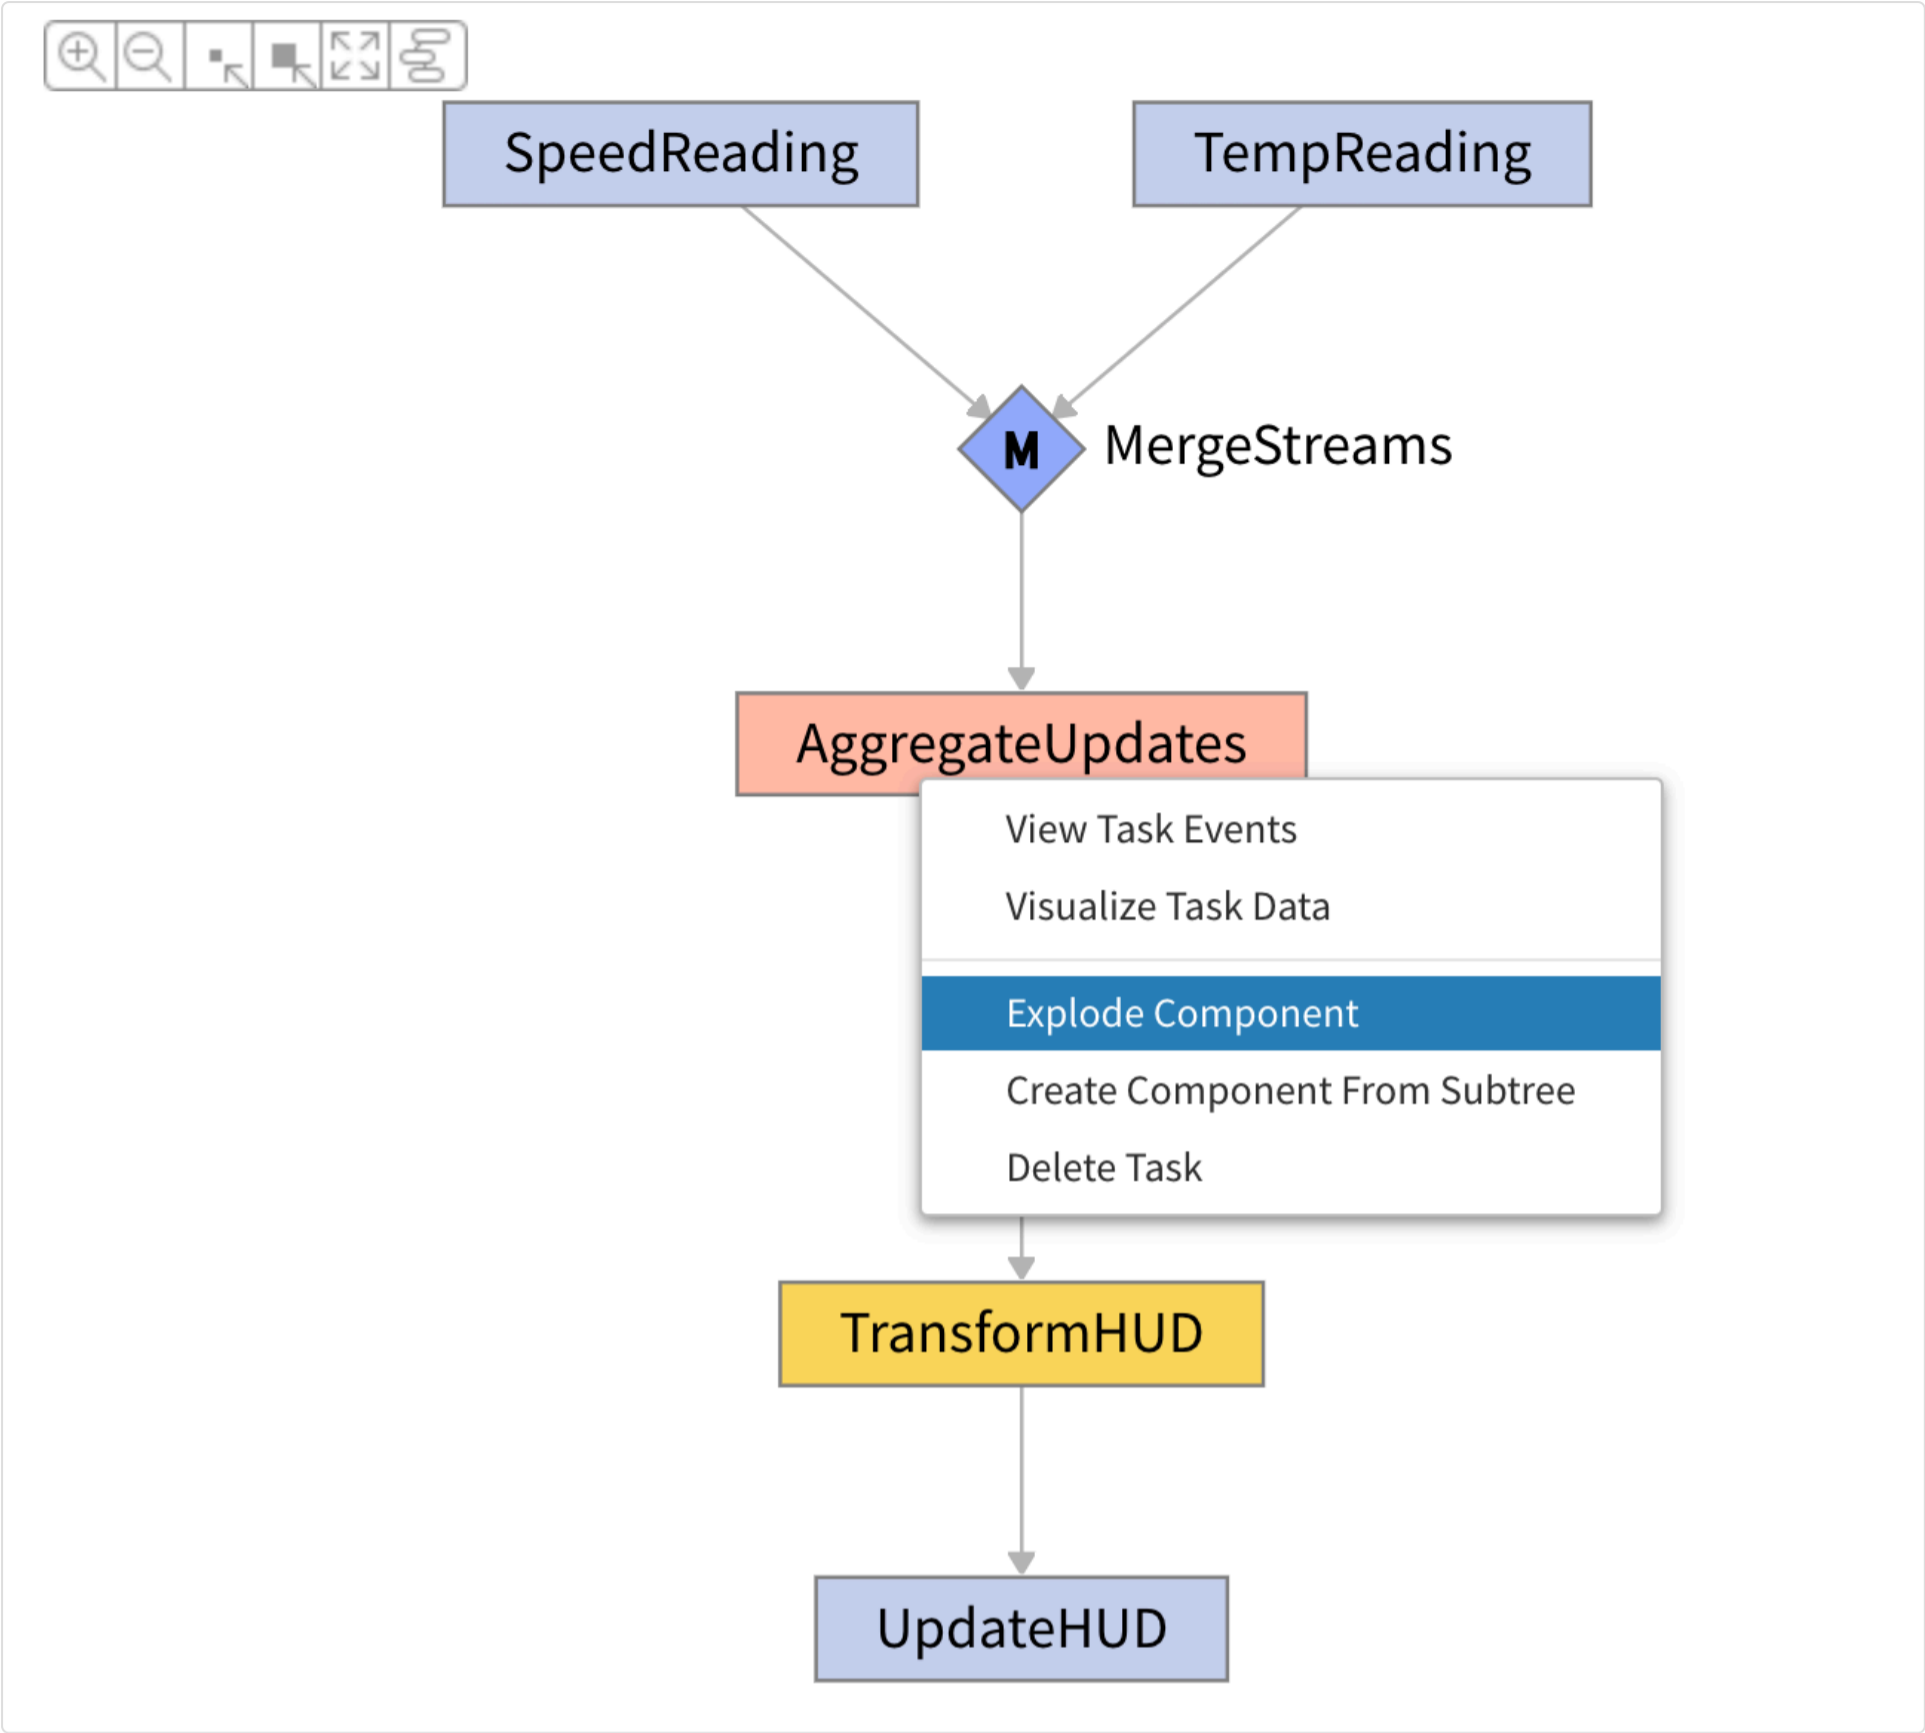 SpeedReading
TempReading
M
MergeStreams
AggregateUpdates
View Task Events
Visualize Task Data
Explode Component
Create Component From Subtree
Delete Task
TransformHUD
UpdateHUD